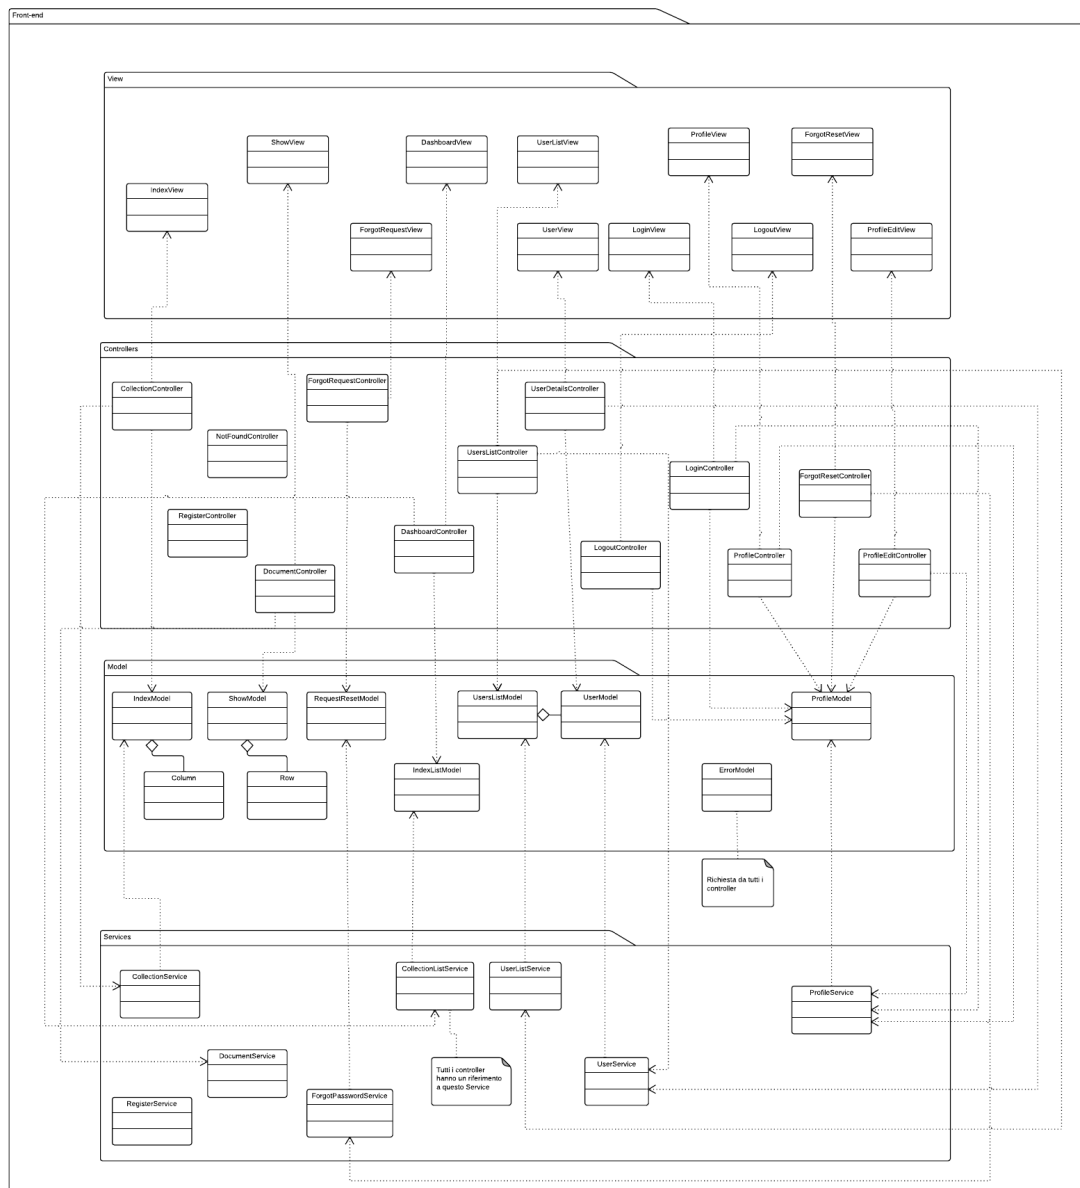 Front-end
View
ShowView
DashboardView
UserListView
ProfileView
ForgotResetView
IndexView
ForgotRequestView
UserView
LoginView
LogoutView
ProfileEditView
Controllers
CollectionController
ForgotRequestController
UserDetailsController
NotFoundController
UsersListController
LoginController
ForgotResetController
RegisterController
DashboardController
LogoutController
ProfileController
ProfileEditController
DocumentController
Model
IndexModel
ShowModel
RequestResetModel
UsersListModel
UserModel
ProfileModel
Column
Row
IndexListModel
ErrorModel
Richiesta da tutti i
controller
Services
CollectionService
CollectionListService
UserListService
ProfileService
DocumentService
Tutti i controller
hanno un riferimento
a questo Service
UserService
RegisterService
ForgotPasswordService